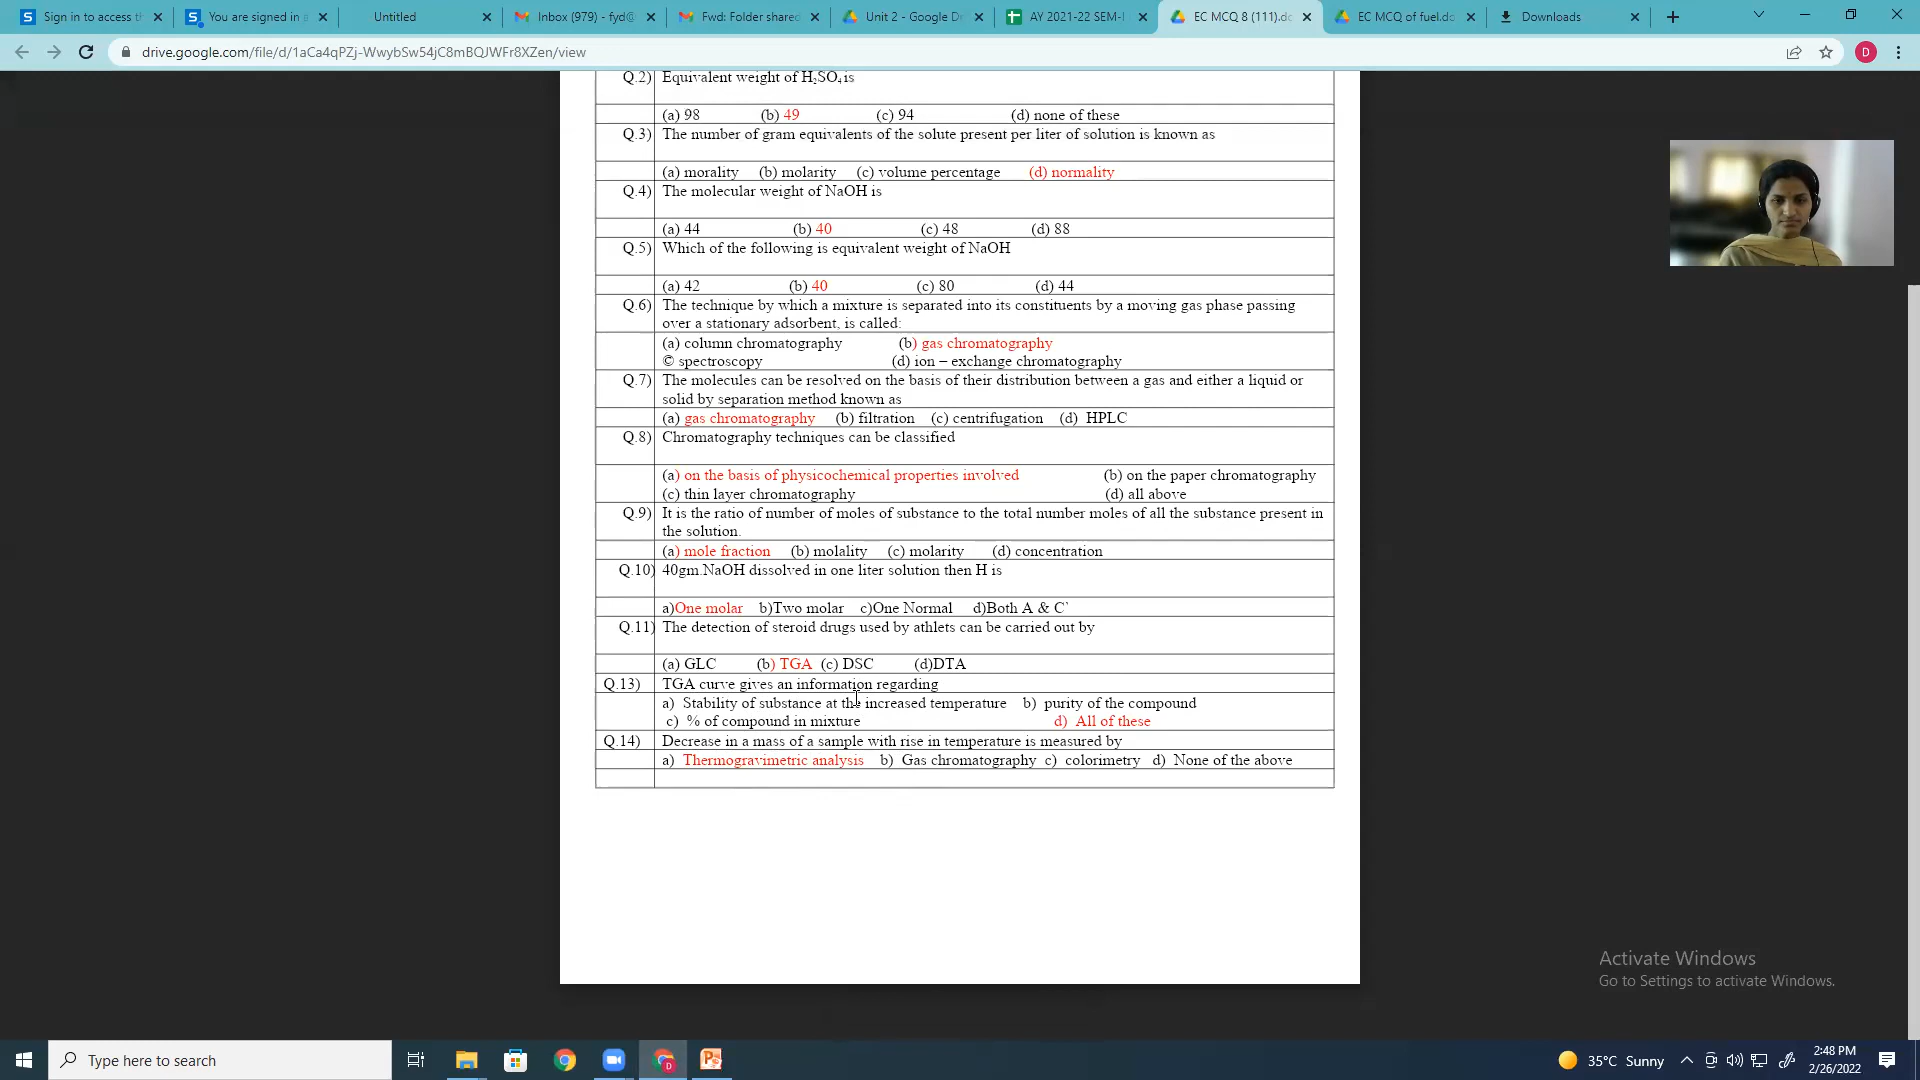 Sign in to access th
You are signed in a
Untitled
Inbox (979) - fyd@
Fwd: Folder shared
Unit 2 - Google Dr
AY 2021-22 SEM-I
EC MCQ 8 (111).do
EC MCQ of fuel.doc
Downloads
drive.google.com/file/d/1aCa4qPZj-WwybSw54jC8mBQJWFr8XZen/view
D
Q.2) Equivalent weight of H2SO4 is
(a) 98 (b) 49 (c) 94 (d) none of these
Q.3) The number of gram equivalents of the solute present per liter of solution is known as
(a) morality (b) molarity (c) volume percentage (d) normality
Q.4) The molecular weight of NaOH is
(a) 44 (b) 40 (c) 48 (d) 88
Q.5) Which of the following is equivalent weight of NaOH
(a) 42 (b) 40 (c) 80 (d) 44
Q.6) The technique by which a mixture is separated into its constituents by a moving gas phase passing
over a stationary adsorbent, is called:
(a) column chromatography (b) gas chromatography
© spectroscopy (d) ion – exchange chromatography
Q.7) The molecules can be resolved on the basis of their distribution between a gas and either a liquid or
solid by separation method known as
(a) gas chromatography (b) filtration (c) centrifugation (d) HPLC
Q.8) Chromatography techniques can be classified
(a) on the basis of physicochemical properties involved (b) on the paper chromatography
(c) thin layer chromatography (d) all above
Q.9) It is the ratio of number of moles of substance to the total number moles of all the substance present in
the solution.
(a) mole fraction (b) molality (c) molarity (d) concentration
Q.10) 40gm.NaOH dissolved in one liter solution then H is
a)One molar b)Two molar c)One Normal d)Both A & C`
Q.11) The detection of steroid drugs used by athlets can be carried out by
(a) GLC (b) TGA (c) DSC (d)DTA
Q.13) TGA curve gives an information regarding
a) Stability of substance at the increased temperature b) purity of the compound
c) % of compound in mixture d) All of these
Q.14) Decrease in a mass of a sample with rise in temperature is measured by
a) Thermogravimetric analysis b) Gas chromatography c) colorimetry d) None of the above
Activate Windows
Go to Settings to activate Windows.
Type here to search
35°C Sunny
2:48 PM
2/26/2022